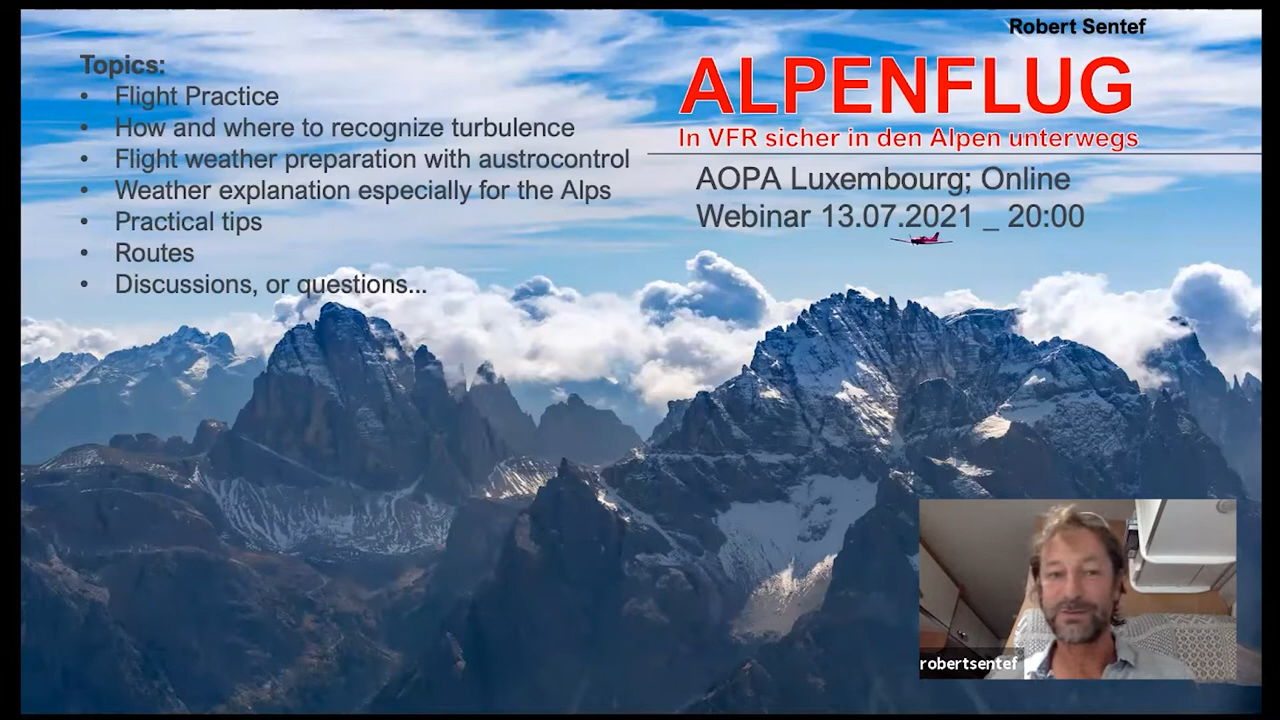 Robert Sentef
Topics:
• Flight Practice
• How and where to recognize turbulence
• Flight weather preparation with austrocontrol
• Weather explanation especially for the Alps
• Practical tips
• Routes
• Discussions, or questions...
ALPENFLUG
In VFR sicher in den Alpen unterwegs
AOPA Luxembourg; Online
Webinar 13.07.2021 _ 20:00
robertsentef